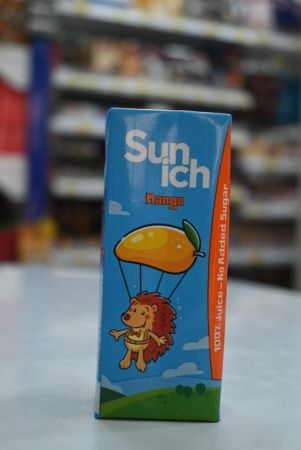 Sun
ich
Mango
100% Juice – No Added Sugar